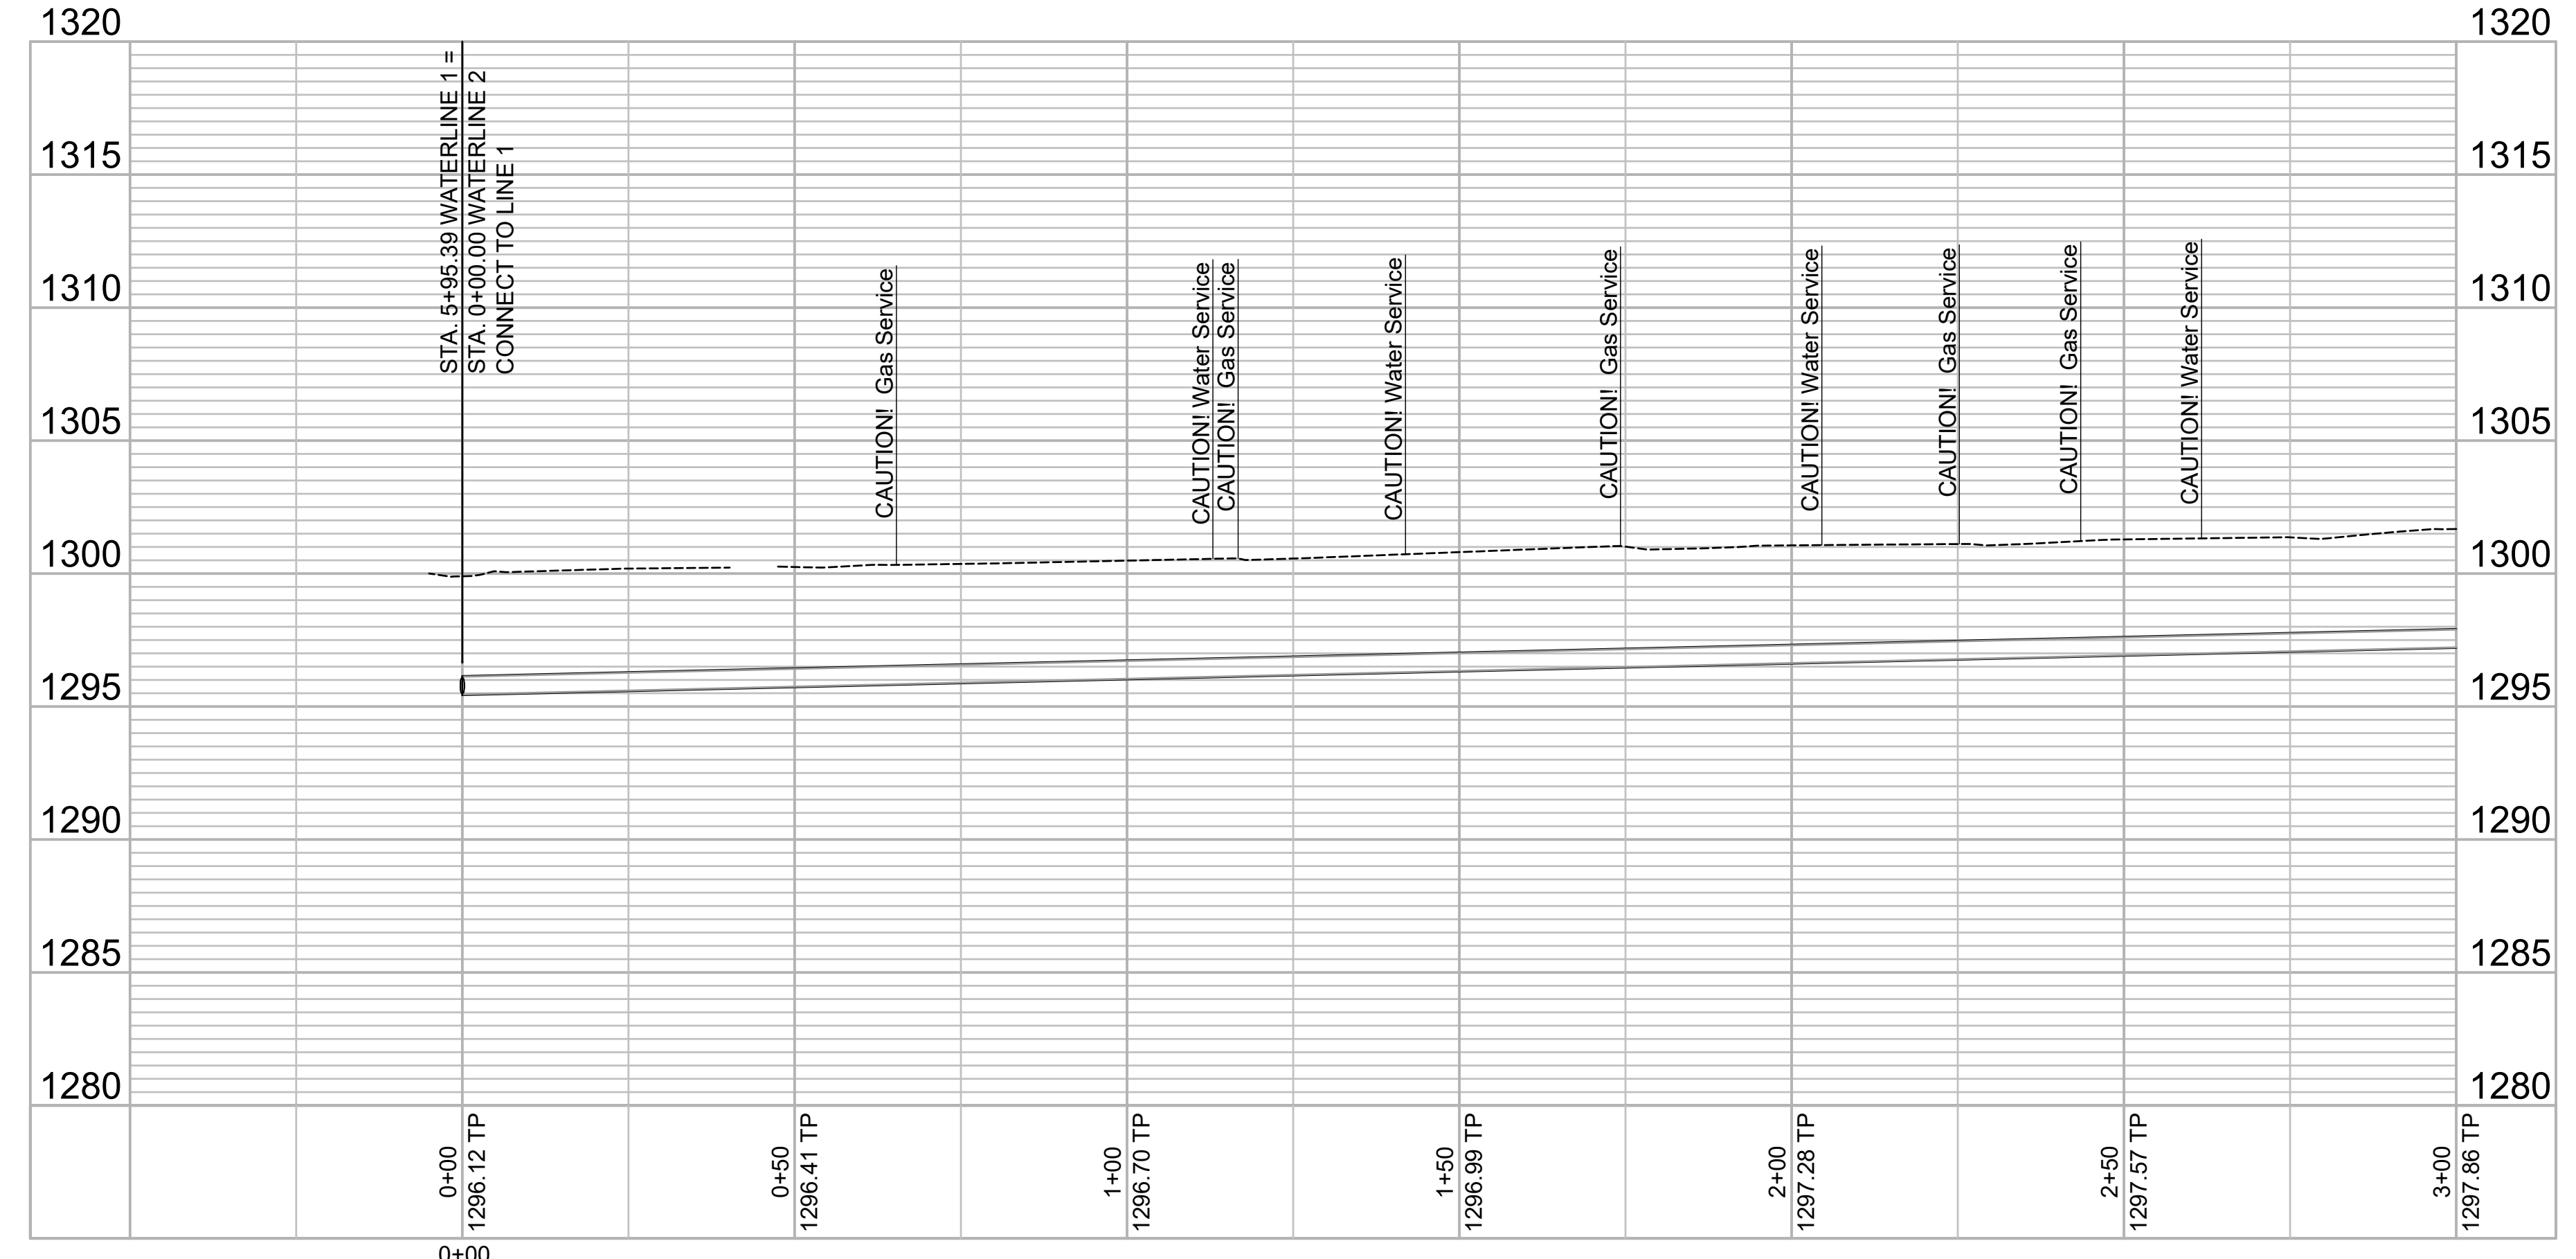 1320
1320
1315
1315
1310
1310
1305
1305
1300
1300
1295
1295
1290
1290
1285
1285
1280
1280
STA. 5+95.39 WATERLINE 1 =
STA. 0+00.00 WATERLINE 2
CONNECT TO LINE 1
CAUTION! Gas Service
CAUTION! Water Service
CAUTION! Gas Service
CAUTION! Water Service
CAUTION! Gas Service
CAUTION! Water Service
CAUTION! Gas Service
CAUTION! Gas Service
CAUTION! Water Service
0+00
1296.12 TP
0+50
1296.41 TP
1+00
1296.70 TP
1+50
1296.99 TP
2+00
1297.28 TP
2+50
1297.57 TP
3+00
1297.86 TP
0+00